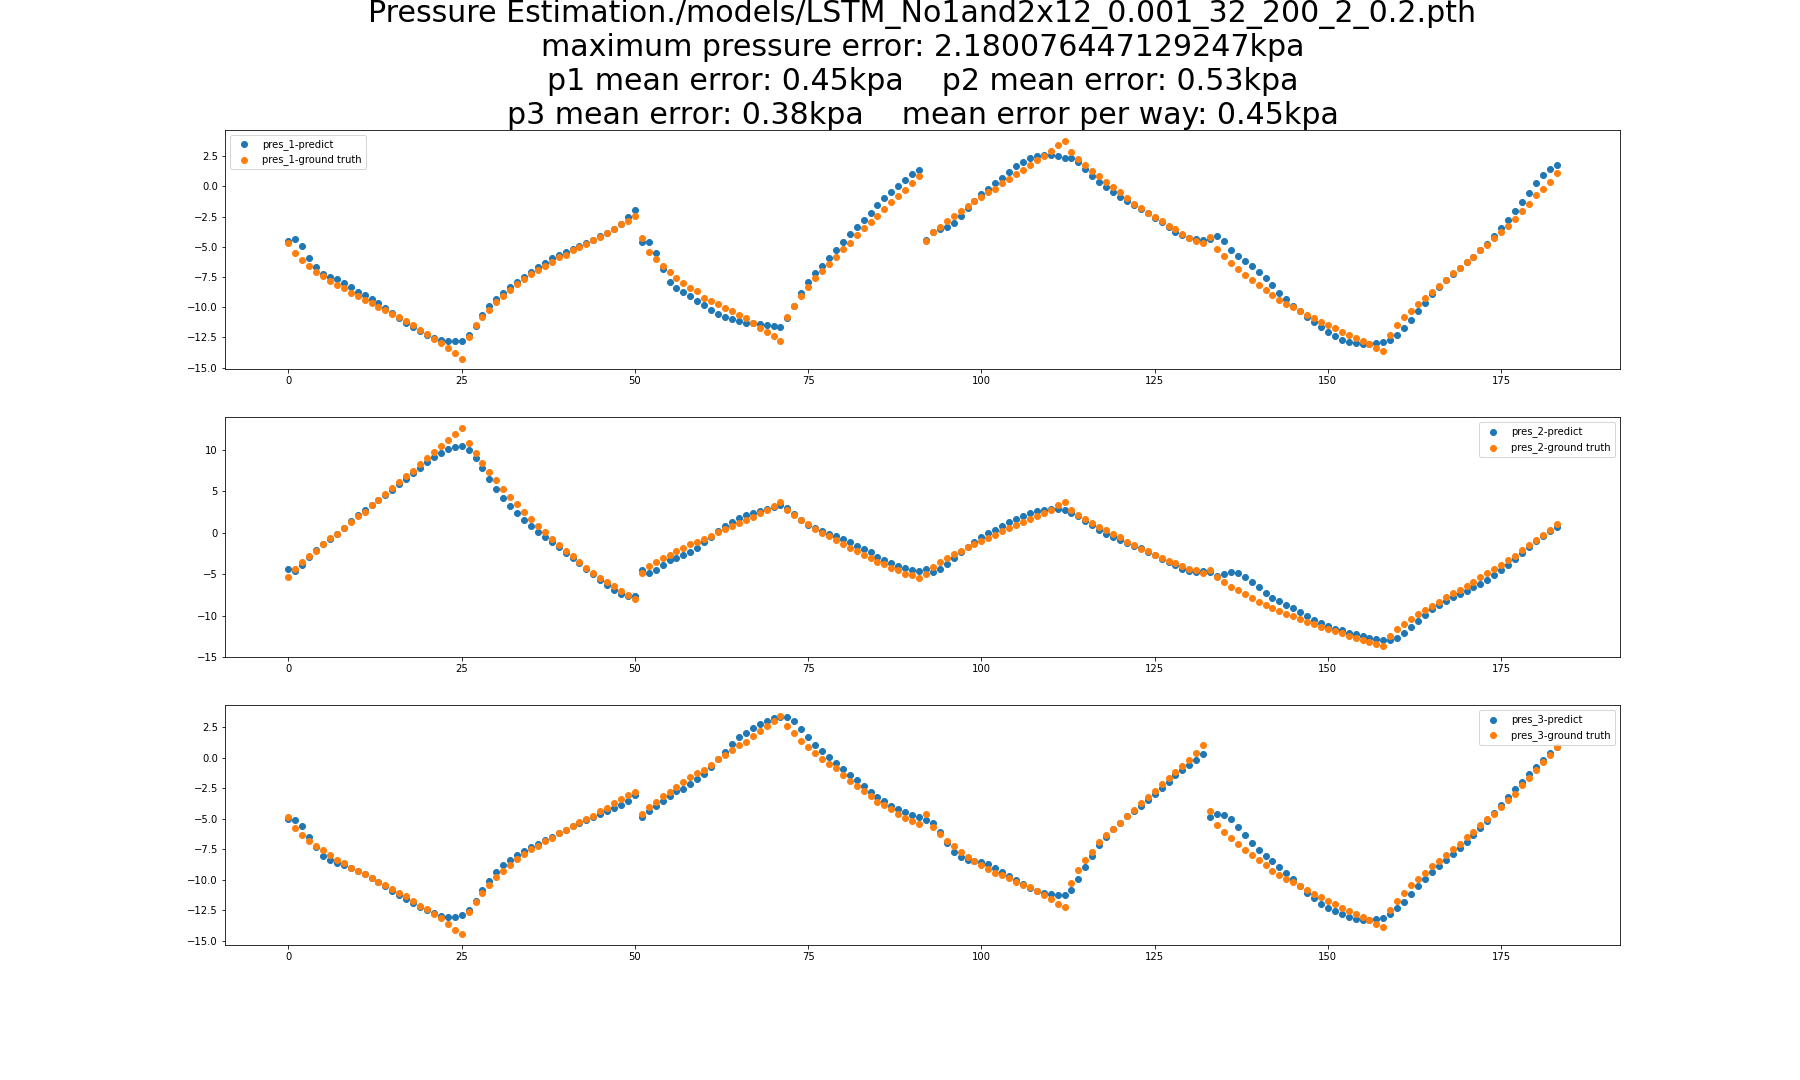 Pressure Estimation./models/LSTM_No1and2x12_0.001_32_200_2_0.2.pth
maximum pressure error: 2.180076447129247kpa
p1 mean error: 0.45kpa    p2 mean error: 0.53kpa
p3 mean error: 0.38kpa    mean error per way: 0.45kpa
pres_1-predict
pres_1-ground truth
2.5
0.0
−2.5
−5.0
−7.5
−10.0
−12.5
−15.0
0 25 50 75 100 125 150 175
pres_2-predict
pres_2-ground truth
10
5
0
−5
−10
−15
0 25 50 75 100 125 150 175
pres_3-predict
pres_3-ground truth
2.5
0.0
−2.5
−5.0
−7.5
−10.0
−12.5
−15.0
0 25 50 75 100 125 150 175